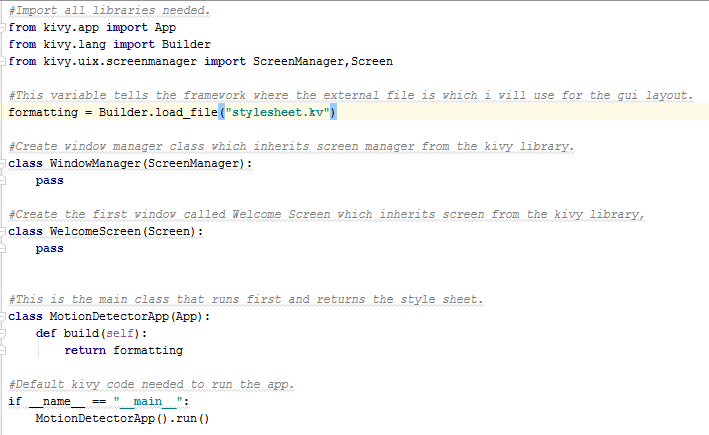 #Import all libraries needed.
from kivy.app import App
from kivy.lang import Builder
from kivy.uix.screenmanager import ScreenManager,Screen
#This variable tells the framework where the external file is which i will use for the gui layout.
formatting = Builder.load_file("stylesheet.kv")
#Create window manager class which inherits screen manager from the kivy library.
class WindowManager(ScreenManager):
    pass
#Create the first window called Welcome Screen which inherits screen from the kivy library,
class WelcomeScreen(Screen):
    pass
#This is the main class that runs first and returns the style sheet.
class MotionDetectorApp(App):
    def build(self):
        return formatting
#Default kivy code needed to run the app.
if __name__ == "__main__":
    MotionDetectorApp().run()